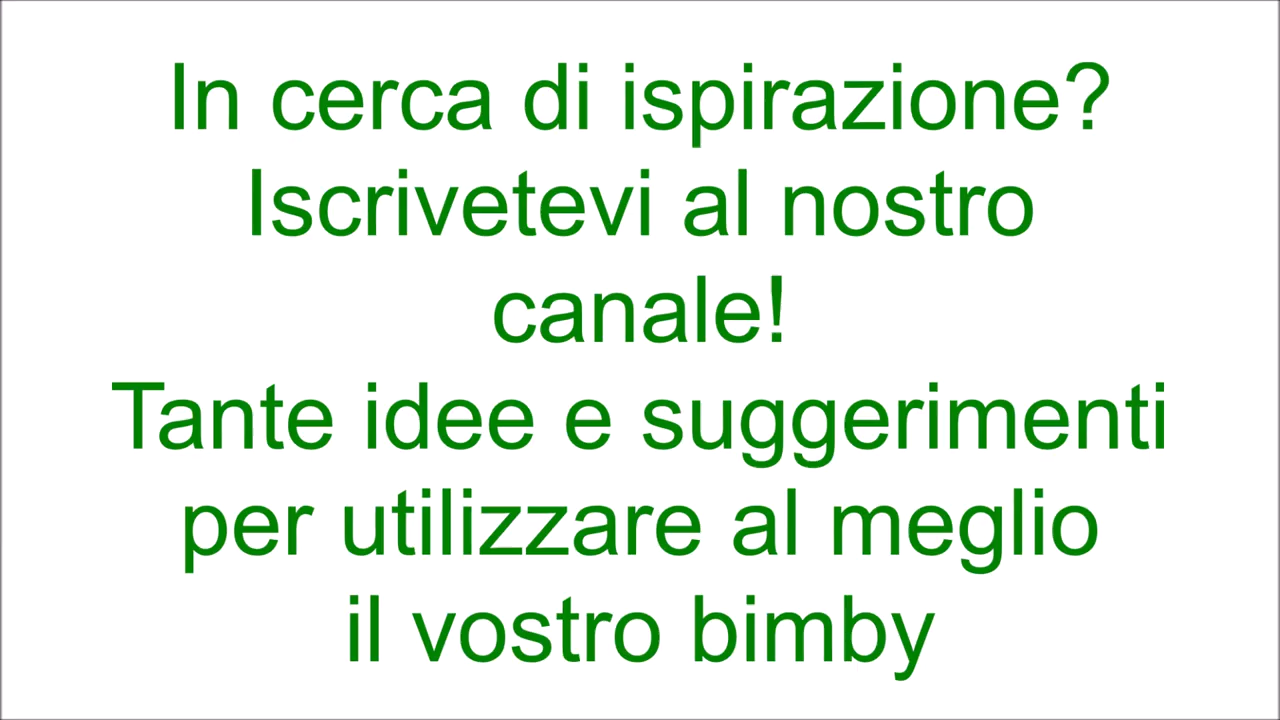 In cerca di ispirazione?
Iscrivetevi al nostro
canale!
Tante idee e suggerimenti
per utilizzare al meglio
il vostro bimby